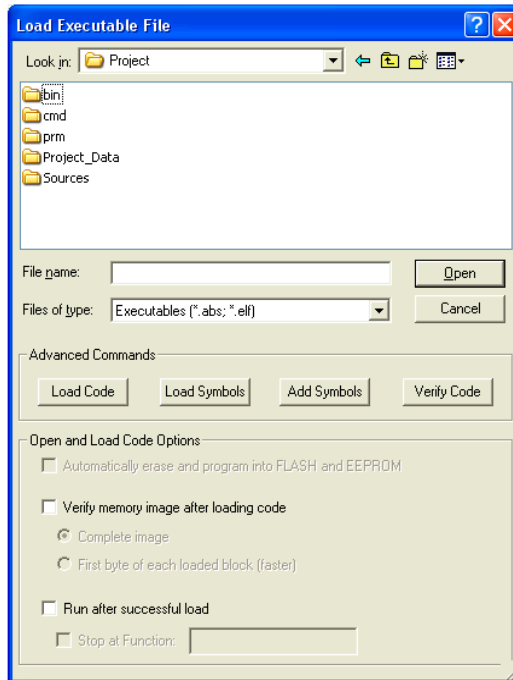 Load Executable File
Look in: Project
bin
cmd
prm
Project_Data
Sources
File name: Open
Files of type: Executables (*.abs; *.elf) Cancel
Advanced Commands
Load Code Load Symbols Add Symbols Verify Code
Open and Load Code Options
Automatically erase and program into FLASH and EEPROM
Verify memory image after loading code
Complete image
First byte of each loaded block (faster)
Run after successful load
Stop at Function: